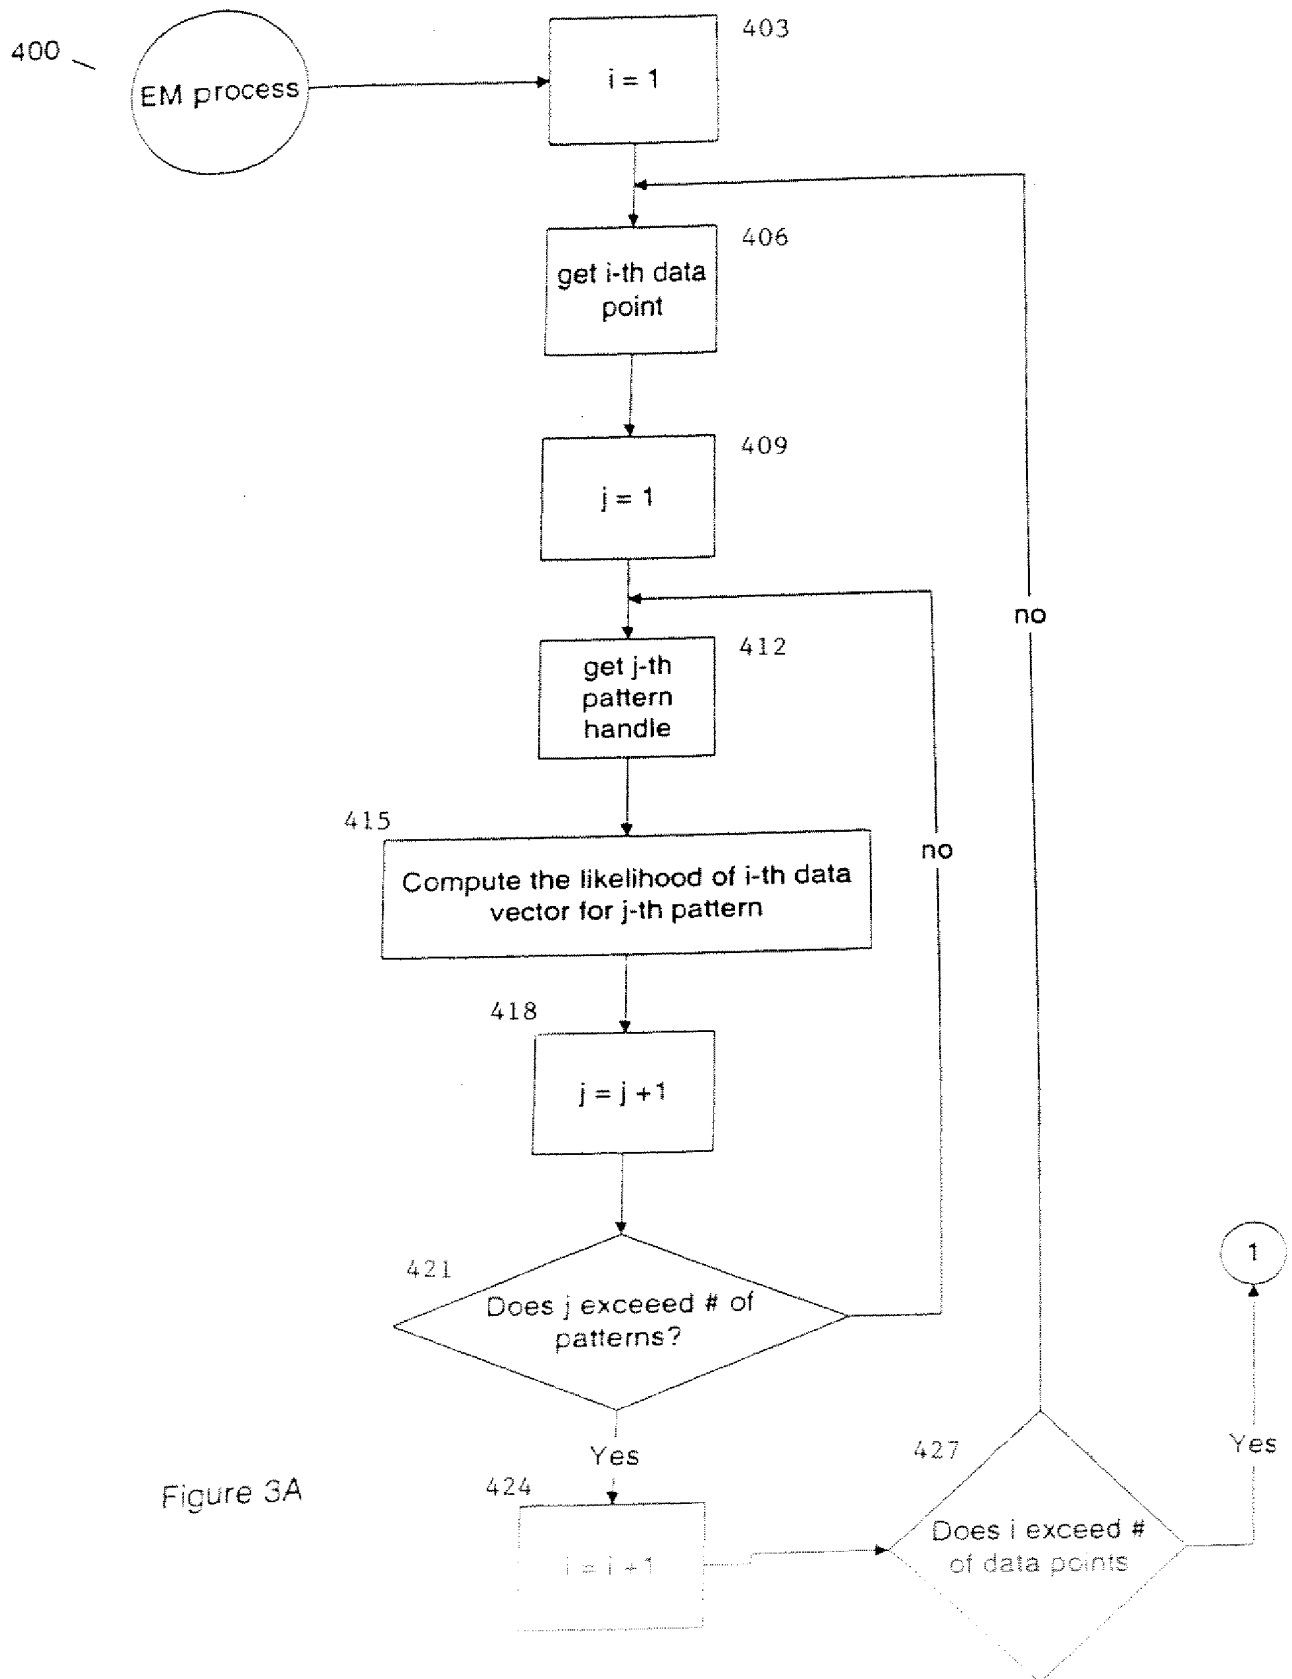 400
EM process
403
i = 1
406
get i-th data
point
409
j = 1
412
get j-th
pattern
handle
no
no
415
Compute the likelihood of i-th data
vector for j-th pattern
418
j = j +1
421
Does j exceeed # of
patterns?
Yes
424
i = i +1
427
Does i exceed #
of data points
Yes
1
Figure 3A